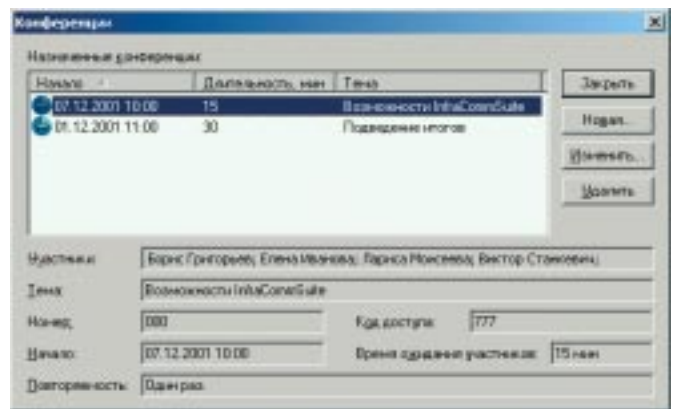 Конференции
Назначенные конференции:
Начало Длительность, мин Тема
07.12.2001 10:00 15 Возможности InfraCommSuite
01.12.2001 11:00 30 Подведение итогов
Закрыть
Новая...
Изменить...
Удалить
Участники: Борис Григорьев; Елена Иванова; Лариса Моисеева; Виктор Станкевич;
Тема: Возможности InfraCommSuite
Номер: 000 Код доступа: 777
Начало: 07.12.2001 10:00 Время ожидания участников: 15 мин
Повторяемость: Один раз